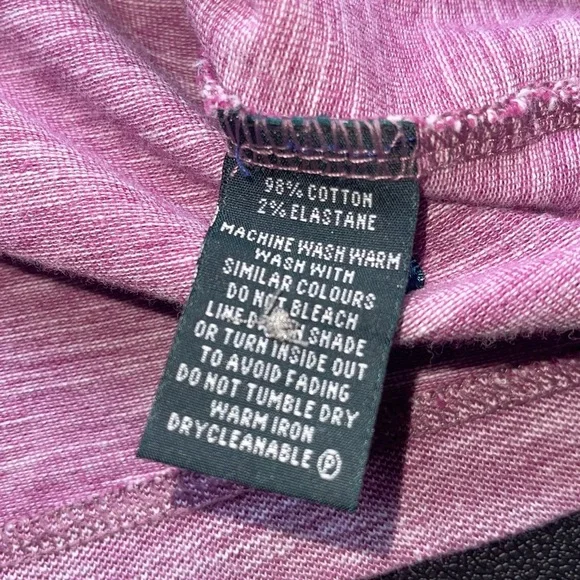 98% COTTON
2% ELASTANE
MACHINE WASH WARM
WASH WITH
SIMILAR COLOURS
DO NOT BLEACH
LINE IN SHADE
OR TURN INSIDE OUT
TO AVOID FADING
DO NOT TUMBLE DRY
WARM IRON
DRYCLEANABLE Ⓟ